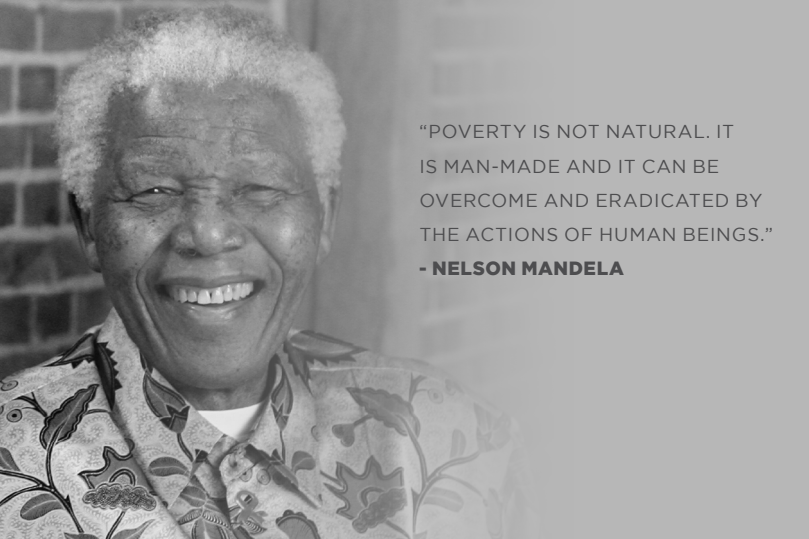 “POVERTY IS NOT NATURAL. IT
IS MAN-MADE AND IT CAN BE
OVERCOME AND ERADICATED BY
THE ACTIONS OF HUMAN BEINGS.”
- NELSON MANDELA